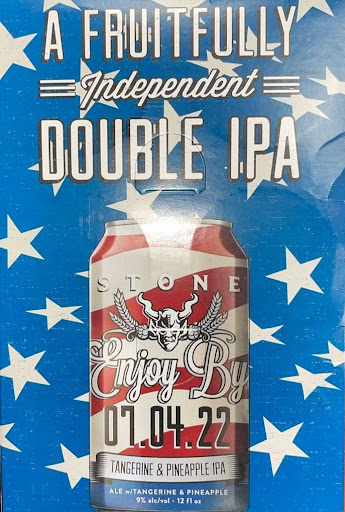 A FRUITFULLY
Independent
DOUBLE IPA
STONE
Enjoy By
07.04.22
TANGERINE & PINEAPPLE IPA
ALE w/TANGERINE & PINEAPPLE
9% alc/vol - 12 fl oz